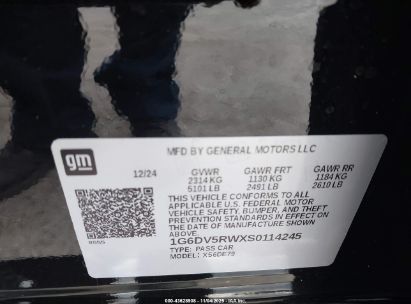 gm
MFD BY GENERAL MOTORS LLC
12/24
GVWR GAWR FRT GAWR RR
2314 KG 1130 KG 1184 KG
5101 LB 2491 LB 2610 LB
THIS VEHICLE CONFORMS TO ALL
APPLICABLE U.S. FEDERAL MOTOR
VEHICLE SAFETY, BUMPER, AND THEFT
PREVENTION STANDARDS IN EFFECT ON
THE DATE OF MANUFACTURE SHOWN
ABOVE
1G6DV5RWXS0114245
TYPE: PASS CAR
MODEL: XS6DE79